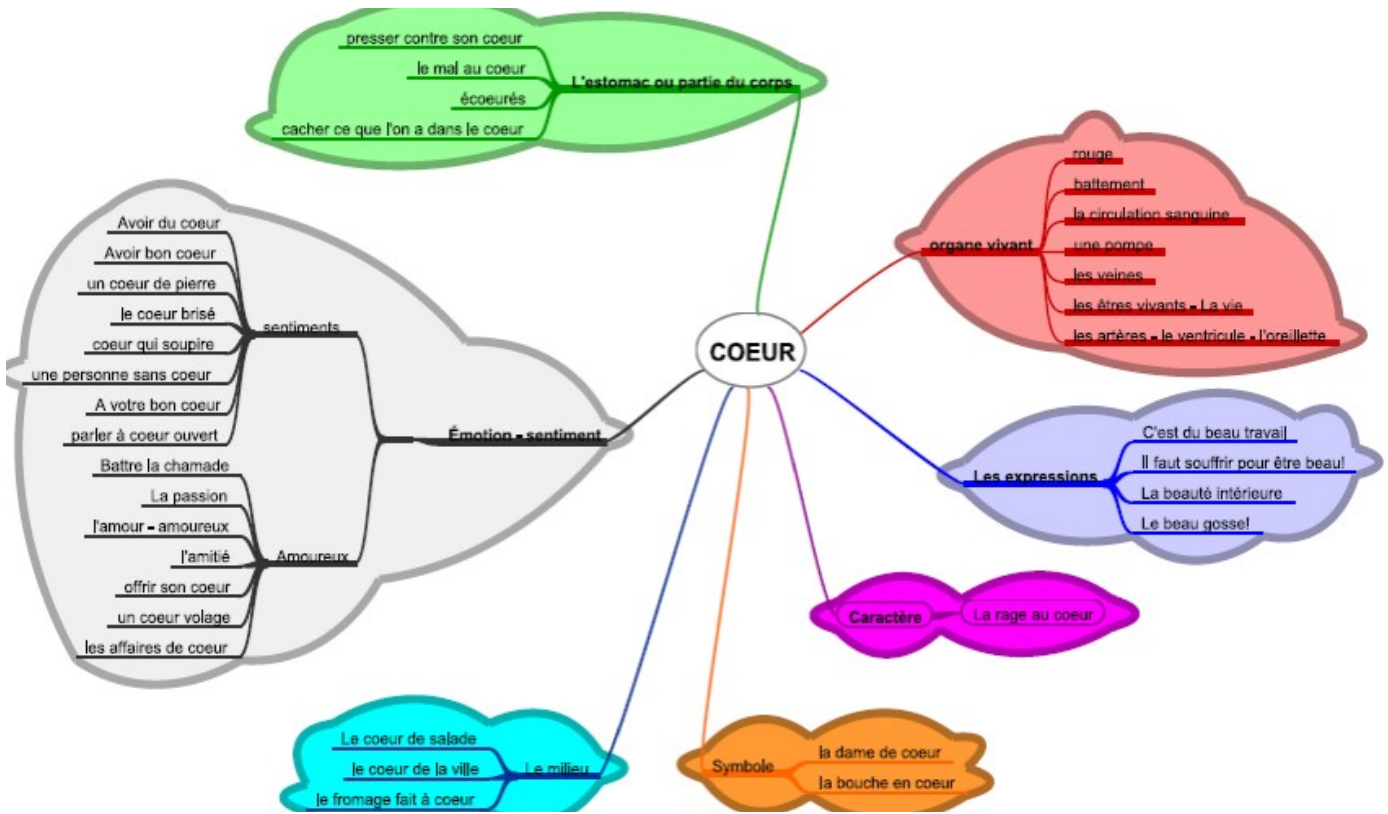 COEUR
L'estomac ou partie du corps
presser contre son coeur
le mal au coeur
écoeurés
cacher ce que l'on a dans le coeur
organe vivant
rouge
battement
la circulation sanguine
une pompe
les veines
les êtres vivants - La vie
les artères - le ventricule - l'oreillette
Les expressions
C'est du beau travail
Il faut souffrir pour être beau!
La beauté intérieure
Le beau gosse!
Caractère
La rage au coeur
Symbole
la dame de coeur
la bouche en coeur
Le milieu
Le coeur de salade
le coeur de la ville
le fromage fait à coeur
Émotion - sentiment
sentiments
Avoir du coeur
Avoir bon coeur
un coeur de pierre
le coeur brisé
coeur qui soupire
une personne sans coeur
A votre bon coeur
parler à coeur ouvert
Amoureux
Battre la chamade
La passion
l'amour - amoureux
l'amitié
offrir son coeur
un coeur volage
les affaires de coeur